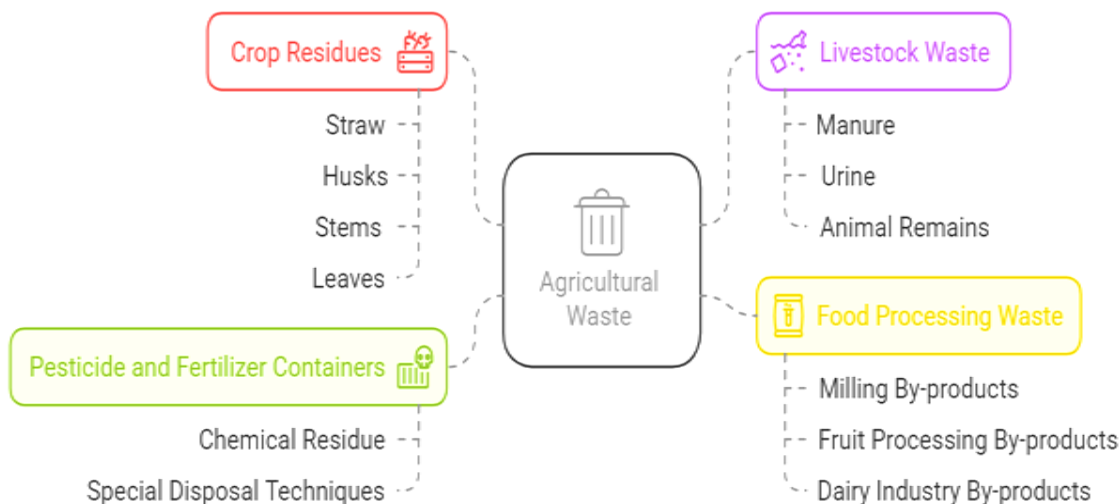 Crop Residues
Straw
Husks
Stems
Leaves
Pesticide and Fertilizer Containers
Chemical Residue
Special Disposal Techniques
Agricultural
Waste
Livestock Waste
Manure
Urine
Animal Remains
Food Processing Waste
Milling By-products
Fruit Processing By-products
Dairy Industry By-products